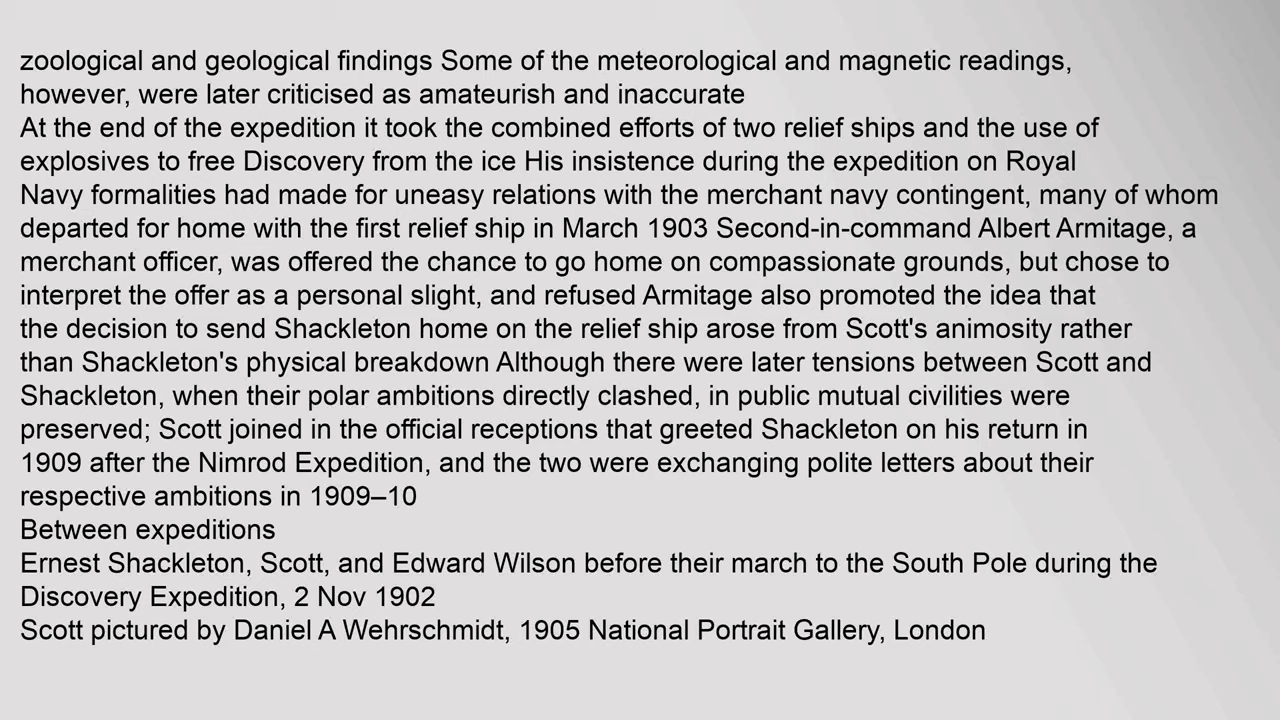 zoological and geological findings Some of the meteorological and magnetic readings,
however, were later criticised as amateurish and inaccurate
At the end of the expedition it took the combined efforts of two relief ships and the use of
explosives to free Discovery from the ice His insistence during the expedition on Royal
Navy formalities had made for uneasy relations with the merchant navy contingent, many of whom
departed for home with the first relief ship in March 1903 Second-in-command Albert Armitage, a
merchant officer, was offered the chance to go home on compassionate grounds, but chose to
interpret the offer as a personal slight, and refused Armitage also promoted the idea that
the decision to send Shackleton home on the relief ship arose from Scott's animosity rather
than Shackleton's physical breakdown Although there were later tensions between Scott and
Shackleton, when their polar ambitions directly clashed, in public mutual civilities were
preserved; Scott joined in the official receptions that greeted Shackleton on his return in
1909 after the Nimrod Expedition, and the two were exchanging polite letters about their
respective ambitions in 1909–10
Between expeditions
Ernest Shackleton, Scott, and Edward Wilson before their march to the South Pole during the
Discovery Expedition, 2 Nov 1902
Scott pictured by Daniel A Wehrschmidt, 1905 National Portrait Gallery, London